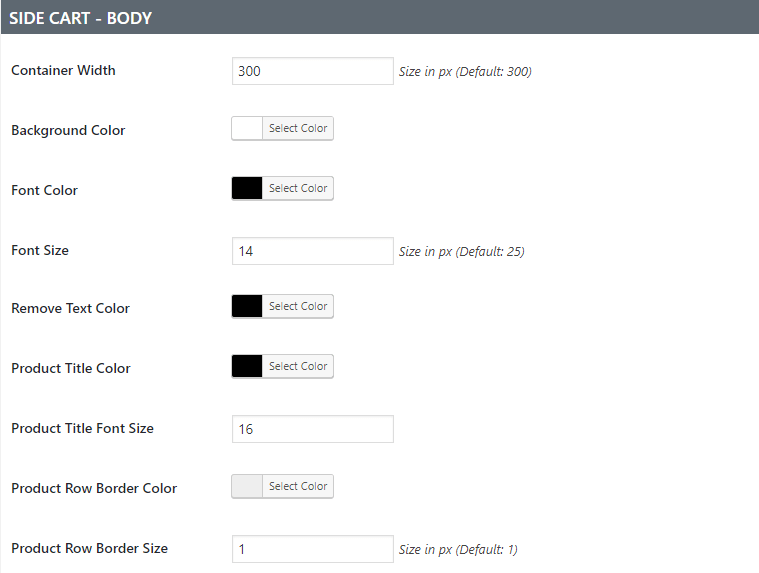 SIDE CART - BODY
Container Width 300 Size in px (Default: 300)
Background Color Select Color
Font Color Select Color
Font Size 14 Size in px (Default: 25)
Remove Text Color Select Color
Product Title Color Select Color
Product Title Font Size 16
Product Row Border Color Select Color
Product Row Border Size 1 Size in px (Default: 1)